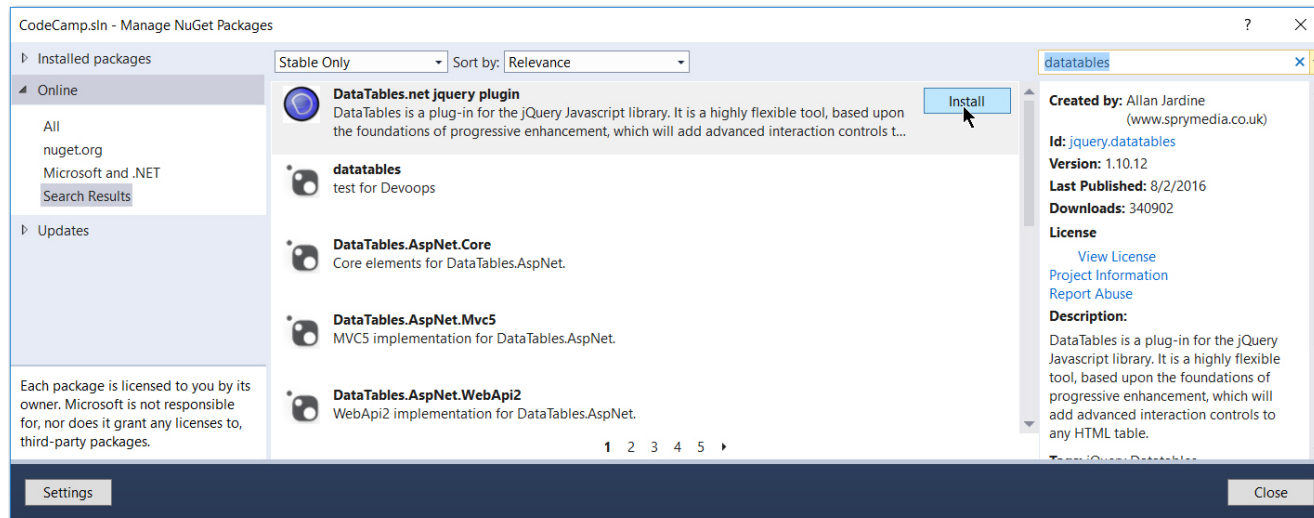 CodeCamp.sln - Manage NuGet Packages
?
Installed packages
Stable Only
Sort by: Relevance
datatables
Online
All
nuget.org
Microsoft and .NET
Search Results
Updates
Each package is licensed to you by its
owner. Microsoft is not responsible
for, nor does it grant any licenses to,
third-party packages.
DataTables.net jquery plugin
DataTables is a plug-in for the jQuery Javascript library. It is a highly flexible tool, based upon
the foundations of progressive enhancement, which will add advanced interaction controls t...
Install
datatables
test for Devoops
DataTables.AspNet.Core
Core elements for DataTables.AspNet.
DataTables.AspNet.Mvc5
MVC5 implementation for DataTables.AspNet.
DataTables.AspNet.WebApi2
WebApi2 implementation for DataTables.AspNet.
1 2 3 4 5
Created by: Allan Jardine
(www.sprymedia.co.uk)
Id: jquery.datatables
Version: 1.10.12
Last Published: 8/2/2016
Downloads: 340902
License
View License
Project Information
Report Abuse
Description:
DataTables is a plug-in for the jQuery
Javascript library. It is a highly flexible
tool, based upon the foundations of
progressive enhancement, which will
add advanced interaction controls to
any HTML table.
Tags: jQuery Datatables
Settings
Close